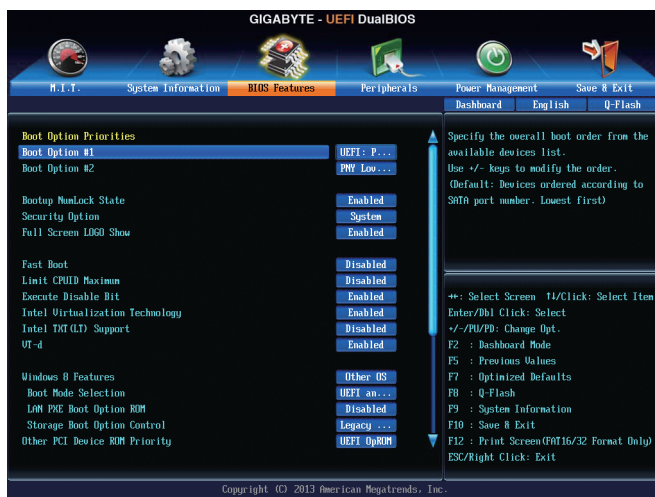 GIGABYTE - UEFI DualBIOS
M.I.T. System Information BIOS Features Peripherals Power Management Save & Exit
Dashboard English Q-Flash
Boot Option Priorities
Boot Option #1 UEFI: P...
Boot Option #2 PNY Lov...
Bootup NumLock State Enabled
Security Option System
Full Screen LOGO Show Enabled
Fast Boot Disabled
Limit CPUID Maximum Disabled
Execute Disable Bit Enabled
Intel Virtualization Technology Enabled
Intel TXT(LT) Support Disabled
VT-d Enabled
Windows 8 Features Other OS
Boot Mode Selection UEFI an...
LAN PXE Boot Option ROM Disabled
Storage Boot Option Control Legacy ...
Other PCI Device ROM Priority UEFI OpROM
Specify the overall boot order from the
available devices list.
Use +/- keys to modify the order.
(Default: Devices ordered according to
SATA port number. Lowest first)
→←: Select Screen ↑↓/Click: Select Item
Enter/Dbl Click: Select
+/-/PU/PD: Change Opt.
F2 : Dashboard Mode
F5 : Previous Values
F7 : Optimized Defaults
F8 : Q-Flash
F9 : System Information
F10 : Save & Exit
F12 : Print Screen(FAT16/32 Format Only)
ESC/Right Click: Exit
Copyright (C) 2013 American Megatrends, Inc.